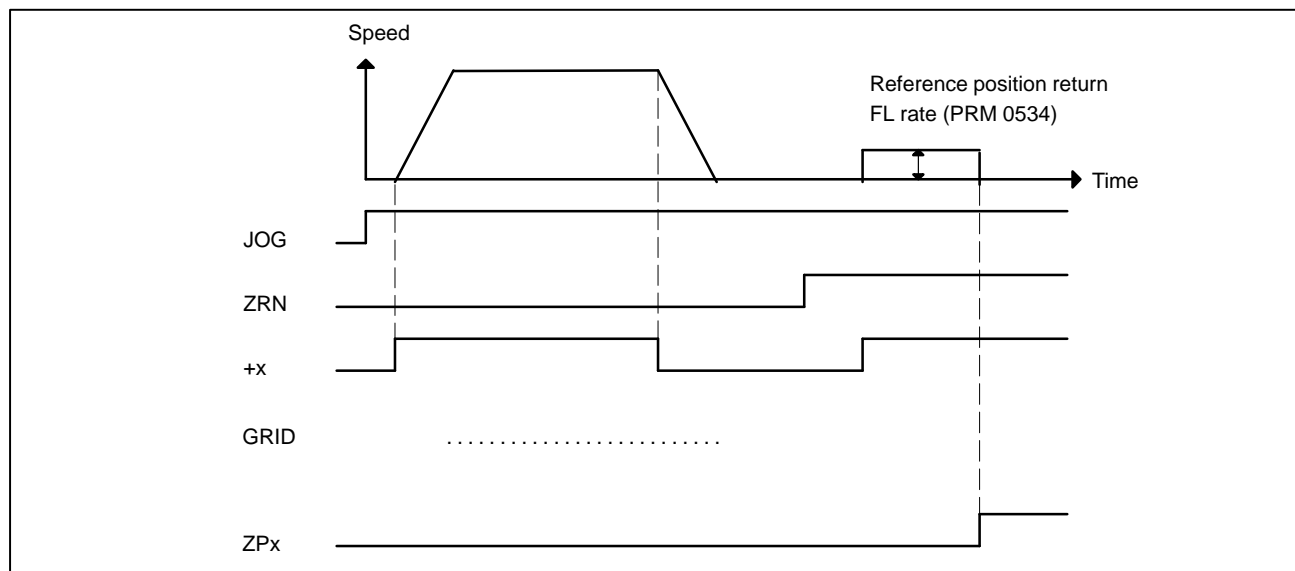 Speed
Reference position return
FL rate (PRM 0534)
Time
JOG
ZRN
+x
GRID
ZPx